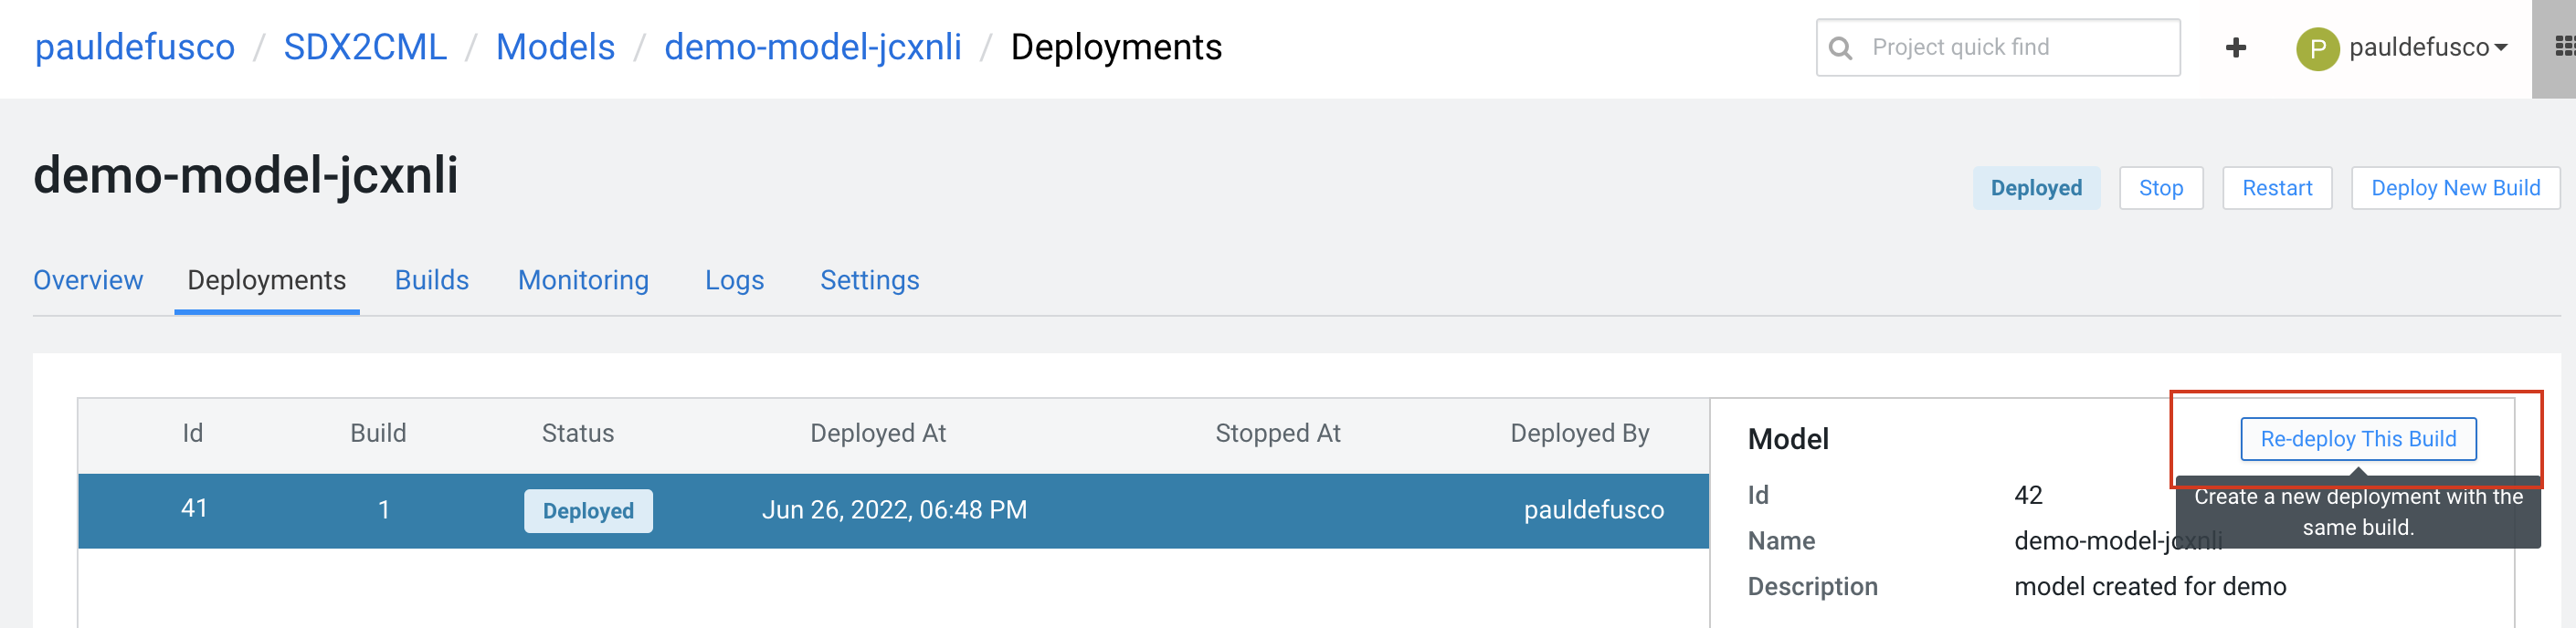 pauldefusco / SDX2CML / Models / demo-model-jcxnli / Deployments
Project quick find
P pauldefusco
demo-model-jcxnli
Deployed Stop Restart Deploy New Build
Overview Deployments Builds Monitoring Logs Settings
Id Build Status Deployed At Stopped At Deployed By
41 1 Deployed Jun 26, 2022, 06:48 PM pauldefusco
Model Re-deploy This Build
Create a new deployment with the
same build.
Id 42
Name demo-model-jcxnli
Description model created for demo